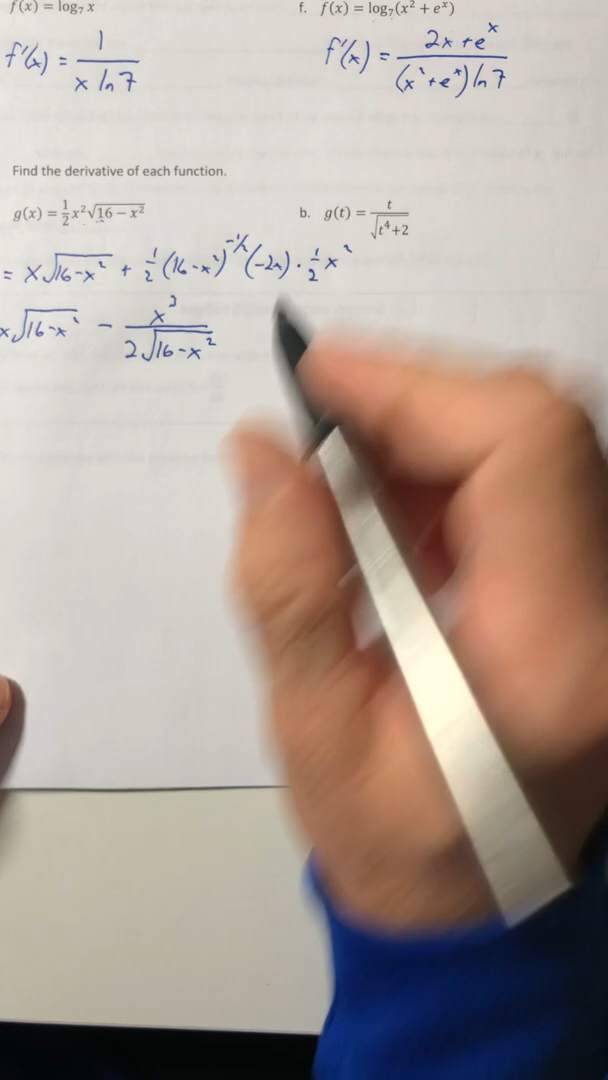 f(x) = log₇ x
f. f(x) = log₇(x² + eˣ)
f'(x) = 1/(x ln 7)
f'(x) = (2x + eˣ)/((x² + eˣ) ln 7)
Find the derivative of each function.
g(x) = ½x²√(16 − x²)
b. g(t) = t/√(t⁴+2)
= x√(16-x²) + ½(16-x²)^(-½)(-2x) · ½x²
x√(16-x²) − x³/(2√(16-x²))